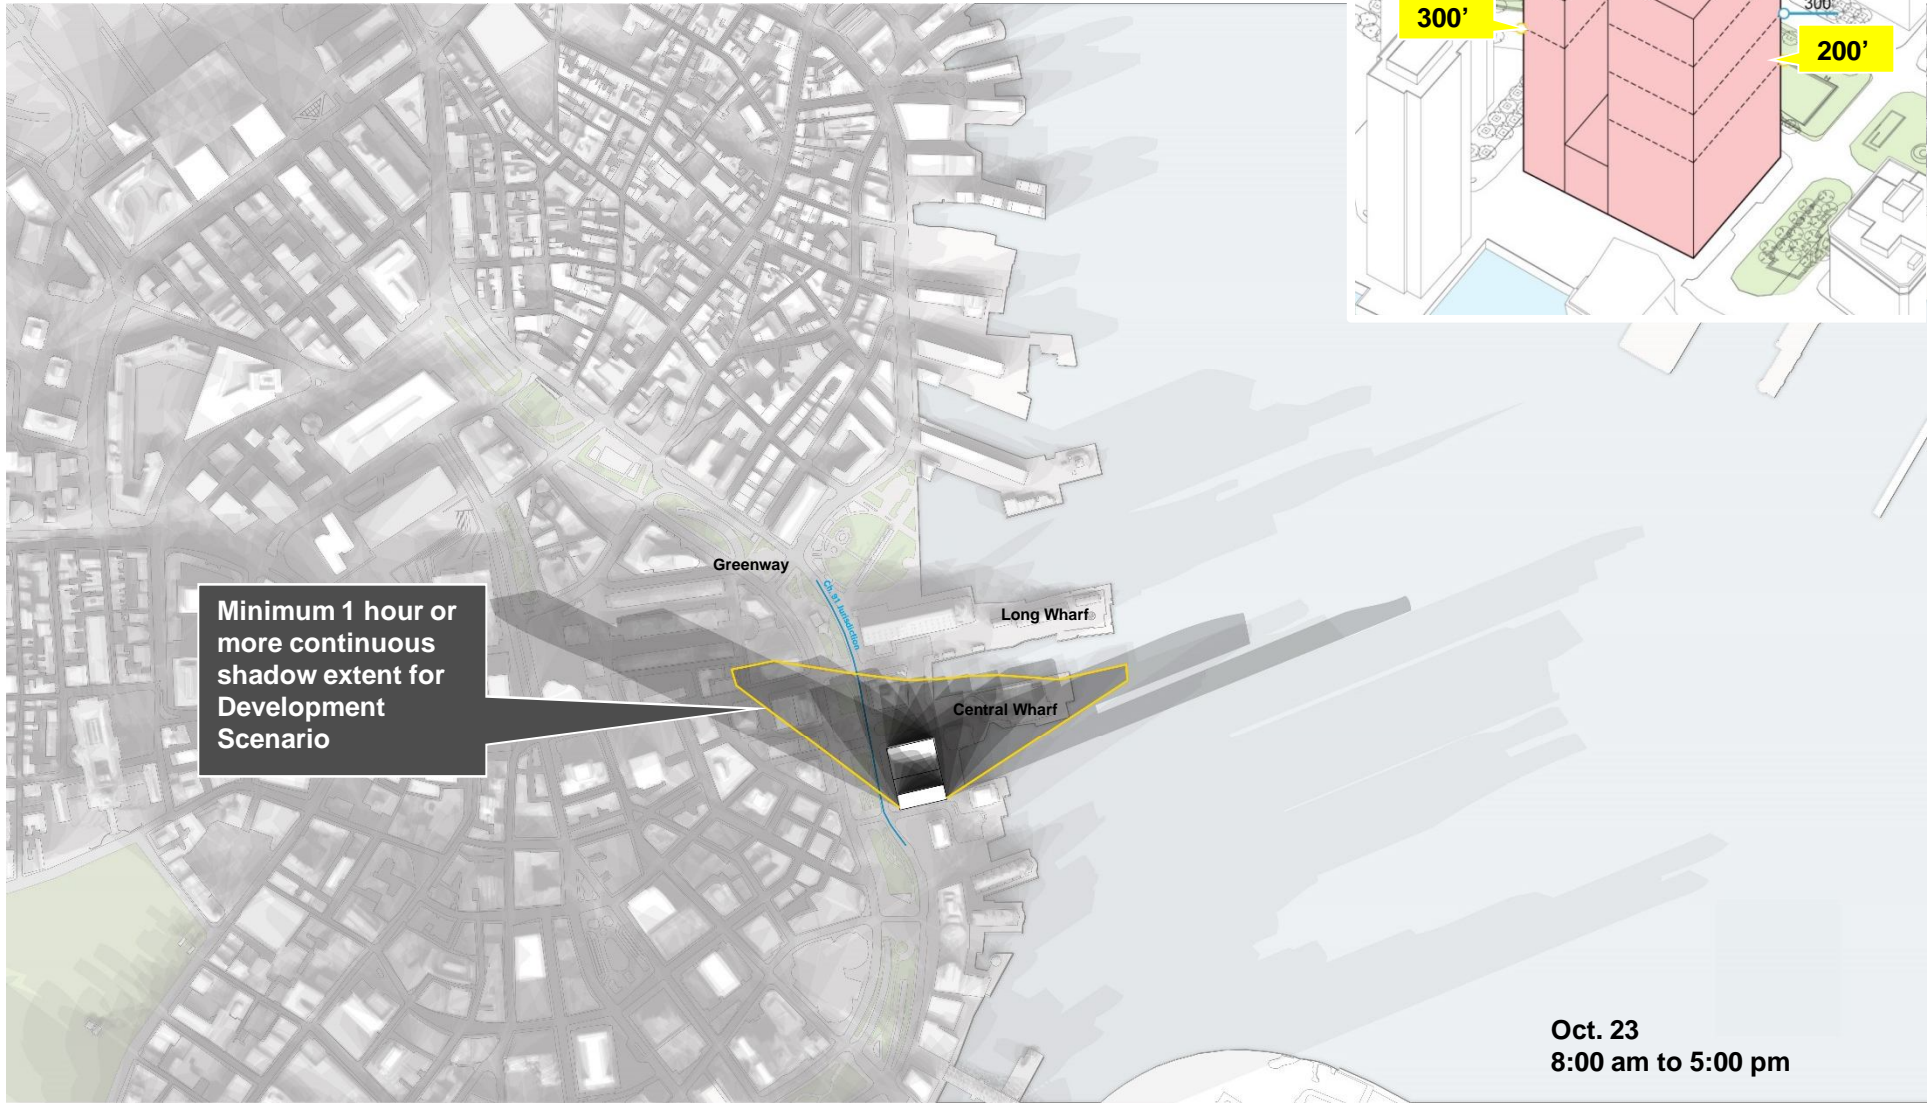 300'
300’
200’
Greenway
Ch. 91 Jurisdiction
Minimum 1 hour or
more continuous
shadow extent for
Development
Scenario
Long Wharf
Central Wharf
Oct. 23
8:00 am to 5:00 pm